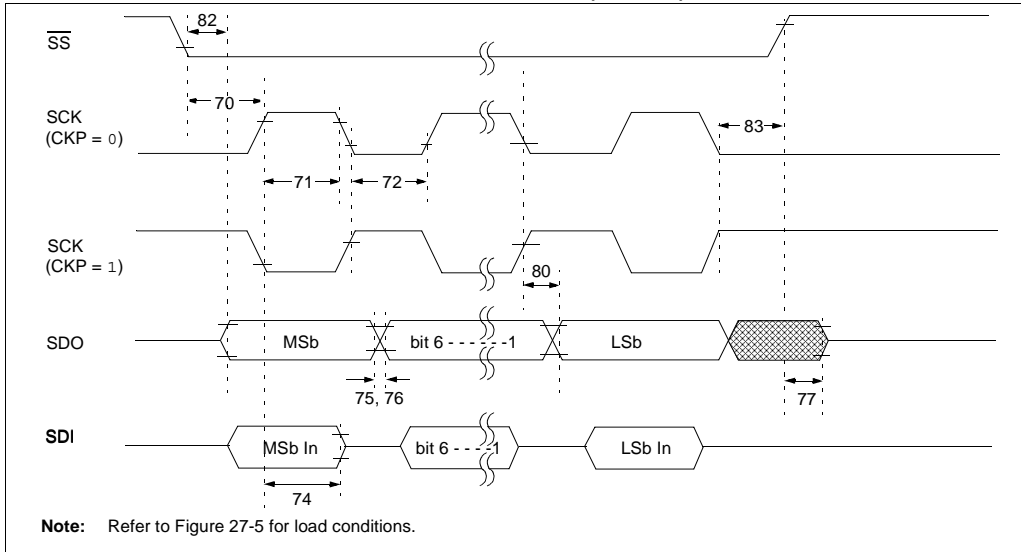 82
SS
70
SCK
(CKP = 0)
83
71
72
SCK
(CKP = 1)
80
SDO
MSb
bit 6 - - - - - -1
LSb
75, 76
77
SDI
MSb In
bit 6 - - - -1
LSb In
74
Note: Refer to Figure 27-5 for load conditions.